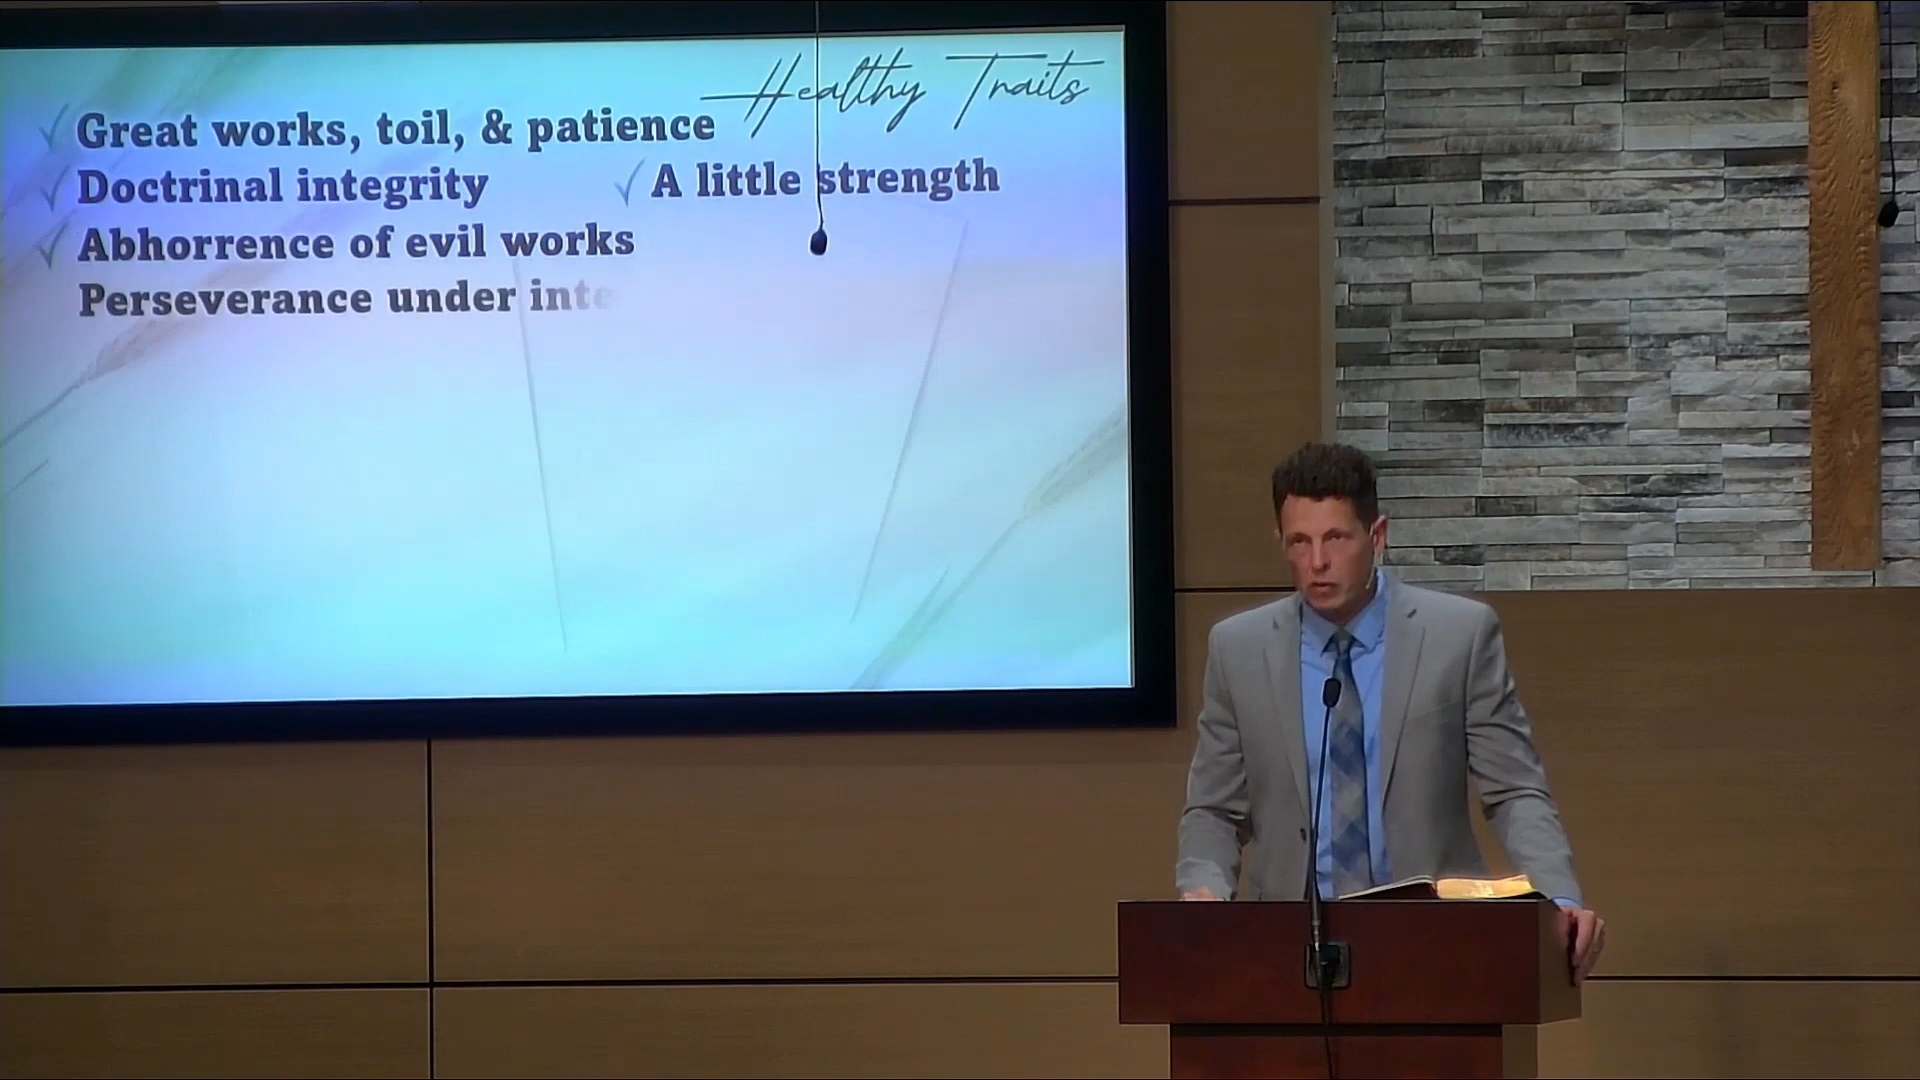 Healthy Traits
Great works, toil, & patience
Doctrinal integrity
A little strength
Abhorrence of evil works
Perseverance under inte